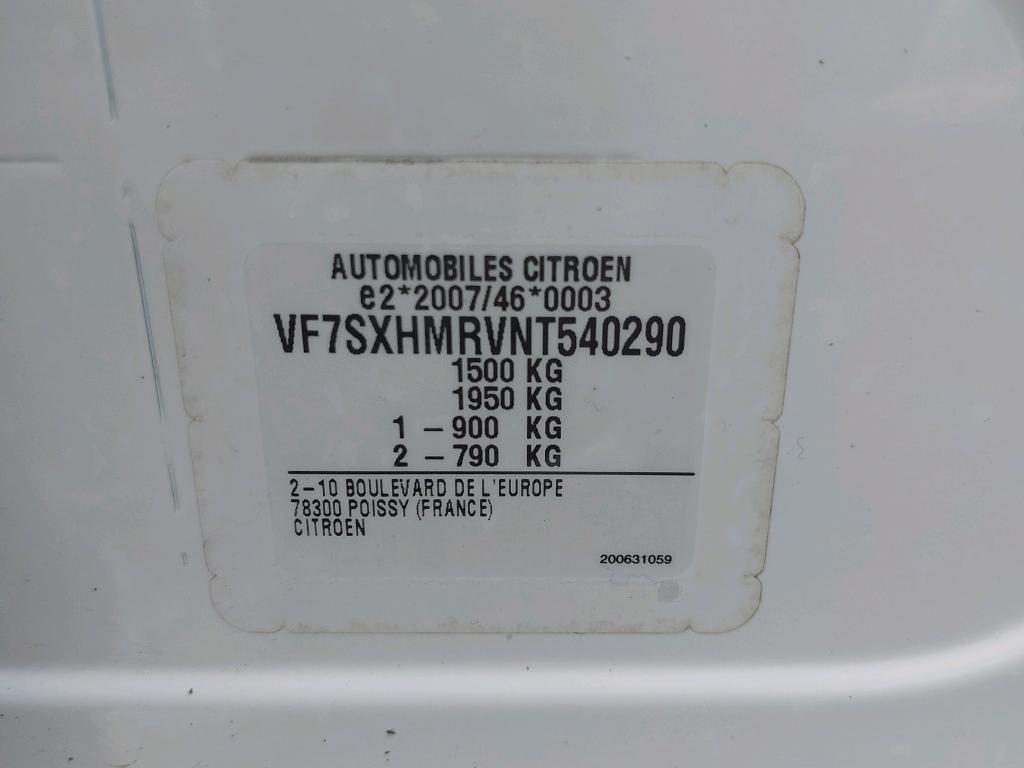 AUTOMOBILES CITROEN
e2*2007/46*0003
VF7SXHMRVNT540290
1500 KG
1950 KG
1 - 900 KG
2 - 790 KG
2-10 BOULEVARD DE L'EUROPE
78300 POISSY (FRANCE)
CITROEN
200631059